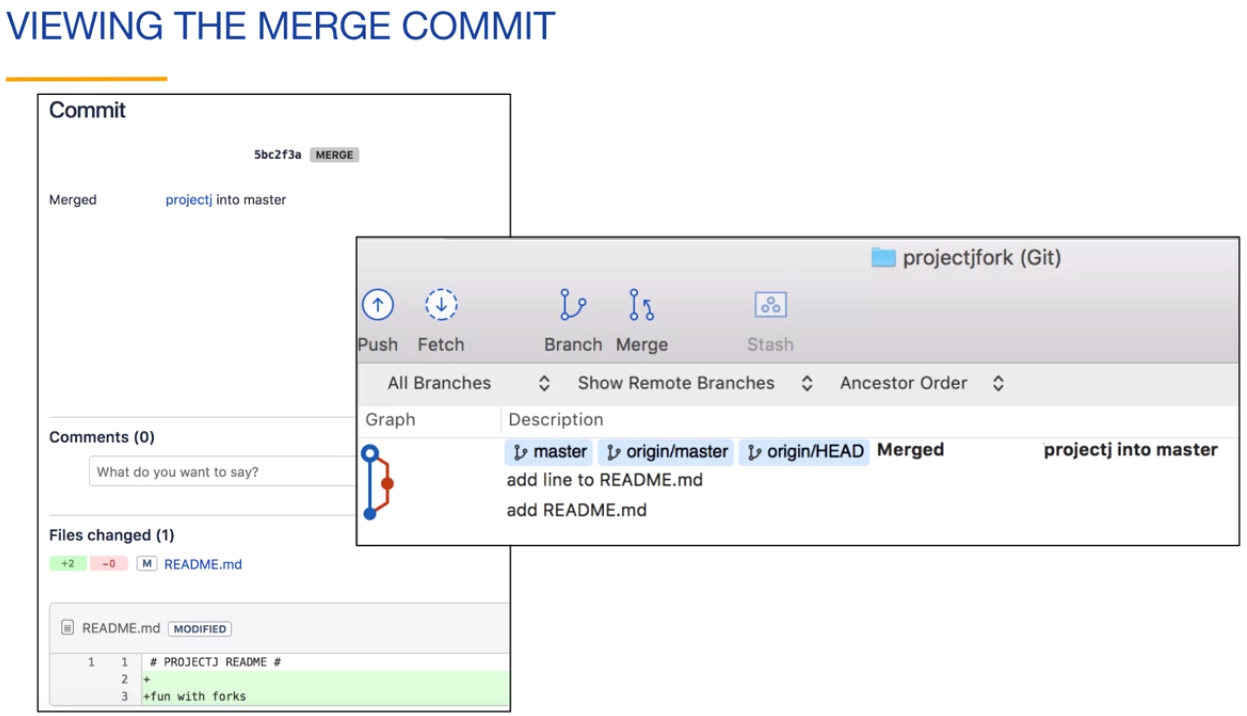 VIEWING THE MERGE COMMIT
Commit
5bc2f3a MERGE
Merged projectj into master
Comments (0)
What do you want to say?
Files changed (1)
+2 −0 M README.md
README.md MODIFIED
1 1 # PROJECTJ README #
2 +
3 +fun with forks
projectjfork (Git)
Push Fetch Branch Merge Stash
All Branches Show Remote Branches Ancestor Order
Graph Description
master origin/master origin/HEAD Merged projectj into master
add line to README.md
add README.md